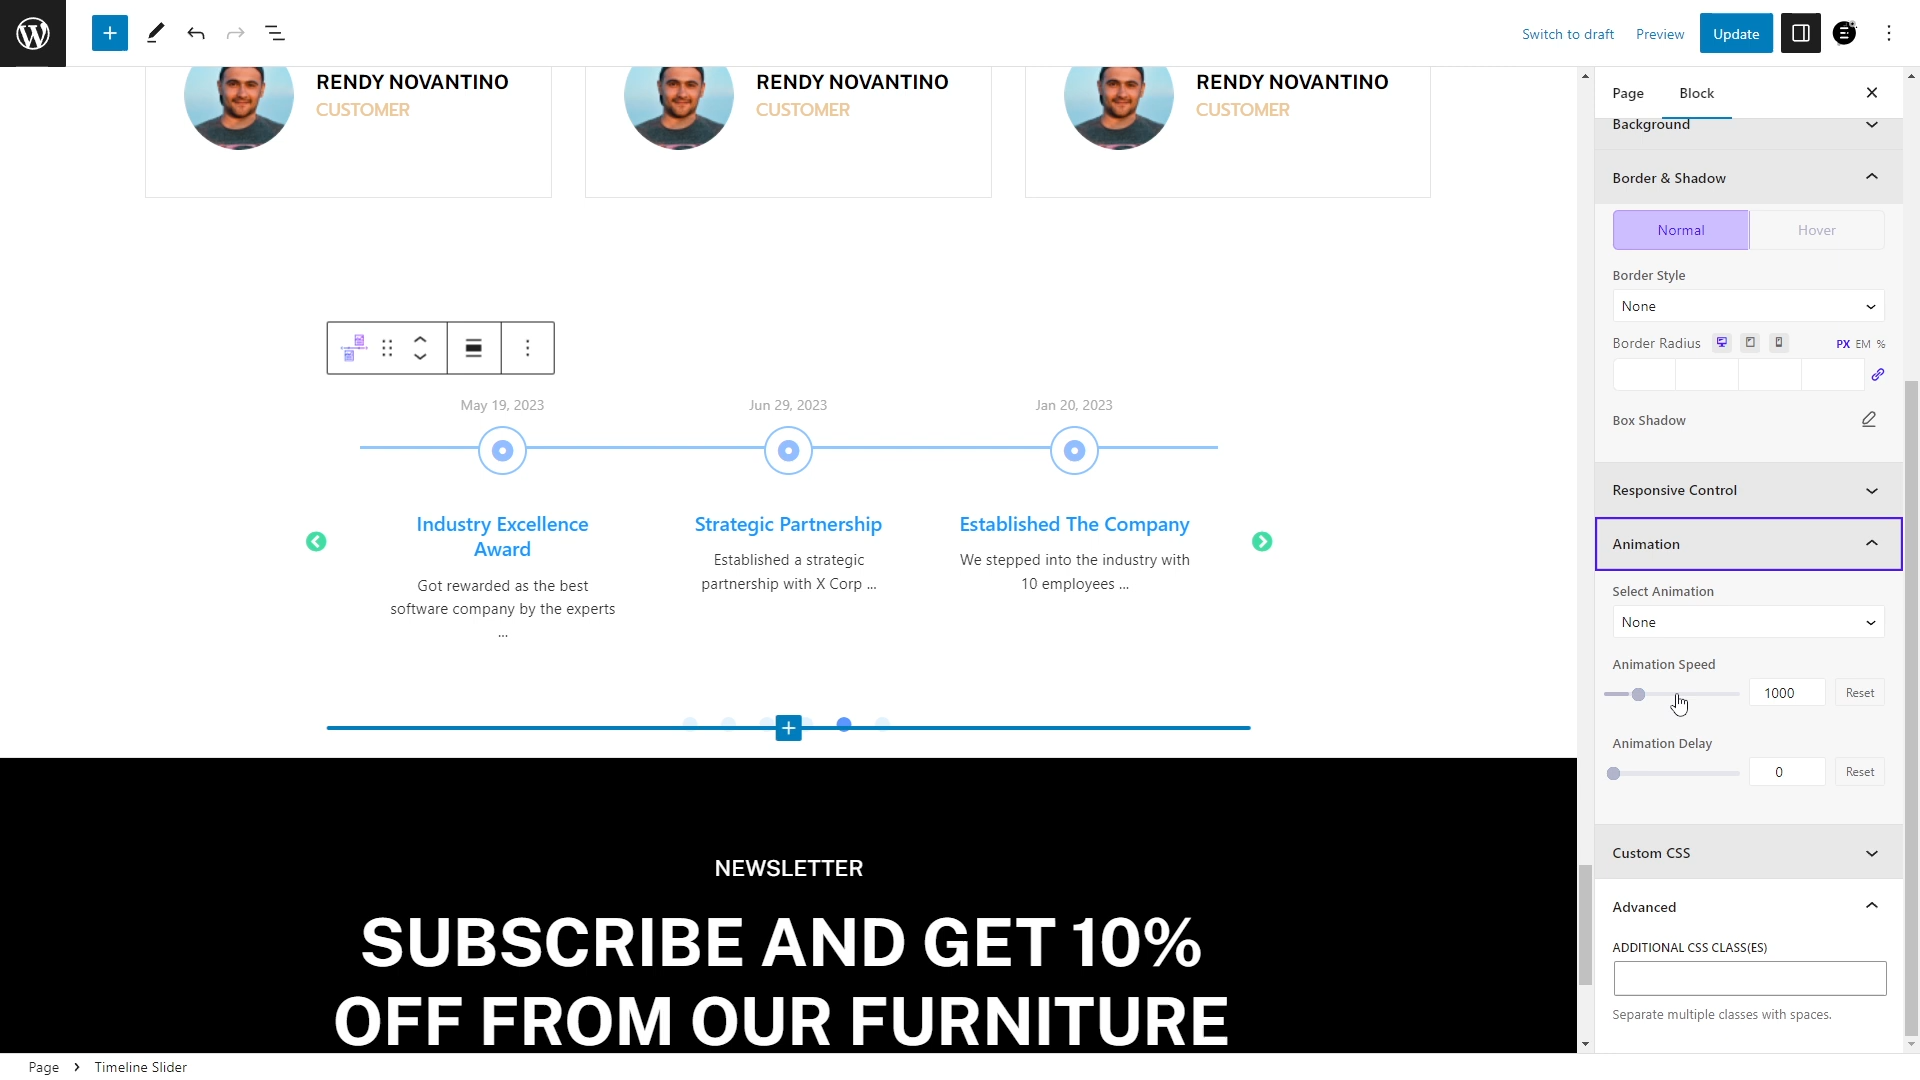 Switch to draft
Preview
Update
RENDY NOVANTINO
CUSTOMER
RENDY NOVANTINO
CUSTOMER
RENDY NOVANTINO
CUSTOMER
May 19, 2023
Jun 29, 2023
Jan 20, 2023
Industry Excellence
Award
Got rewarded as the best
software company by the experts
...
Strategic Partnership
Established a strategic
partnership with X Corp ...
Established The Company
We stepped into the industry with
10 employees ...
NEWSLETTER
SUBSCRIBE AND GET 10%
OFF FROM OUR FURNITURE
Page
Block
Background
Border & Shadow
Normal
Hover
Border Style
None
Border Radius
PX EM %
Box Shadow
Responsive Control
Animation
Select Animation
None
Animation Speed
1000
Reset
Animation Delay
0
Reset
Custom CSS
Advanced
ADDITIONAL CSS CLASS(ES)
Separate multiple classes with spaces.
Page > Timeline Slider